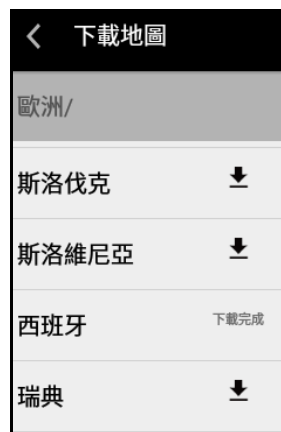 下載地圖
歐洲/
斯洛伐克
斯洛維尼亞
西班牙 下載完成
瑞典